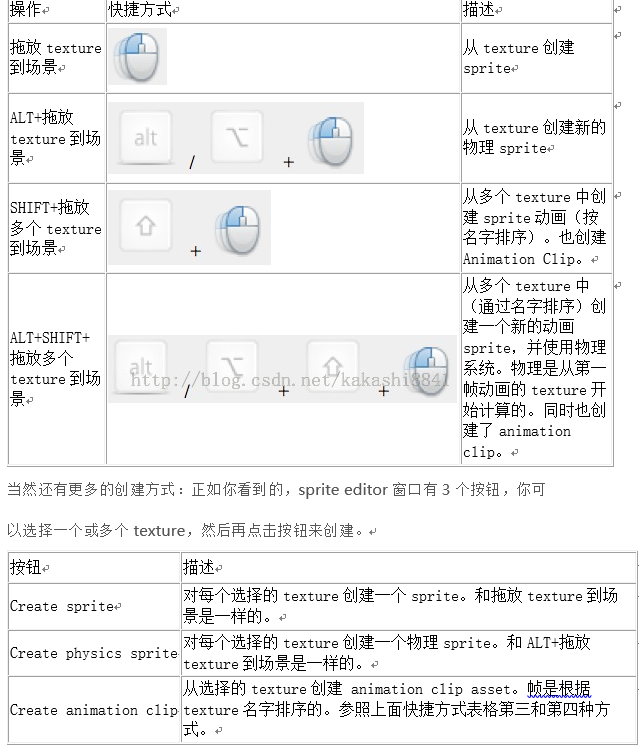 操作 快捷方式 描述
拖放 texture
到场景
从 texture 创建
sprite
ALT+拖放
texture 到场
景
alt / ⌥ +
从 texture 创建新的
物理 sprite
SHIFT+拖放
多个 texture
到场景
⇧ +
从多个 texture 中创
建 sprite 动画（按
名字排序）。也创建
Animation Clip。
ALT+SHIFT+
拖放多个
texture 到场
景
alt / ⌥ + ⇧ +
http://blog.csdn.net/kakashi8841
从多个 texture 中
（通过名字排序）创
建一个新的动画
sprite，并使用物理
系统。物理是从第一
帧动画的 texture 开
始计算的。同时也创
建了 animation
clip。
当然还有更多的创建方式：正如你看到的，sprite editor 窗口有 3 个按钮，你可
以选择一个或多个 texture，然后再点击按钮来创建。
按钮 描述
Create sprite
对每个选择的 texture 创建一个 sprite。和拖放 texture 到场
景是一样的。
Create physics sprite
对每个选择的 texture 创建一个物理 sprite。和 ALT+拖放
texture 到场景是一样的。
Create animation clip
从选择的 texture 创建 animation clip asset。帧是根据
texture 名字排序的。参照上面快捷方式表格第三和第四种方
式。